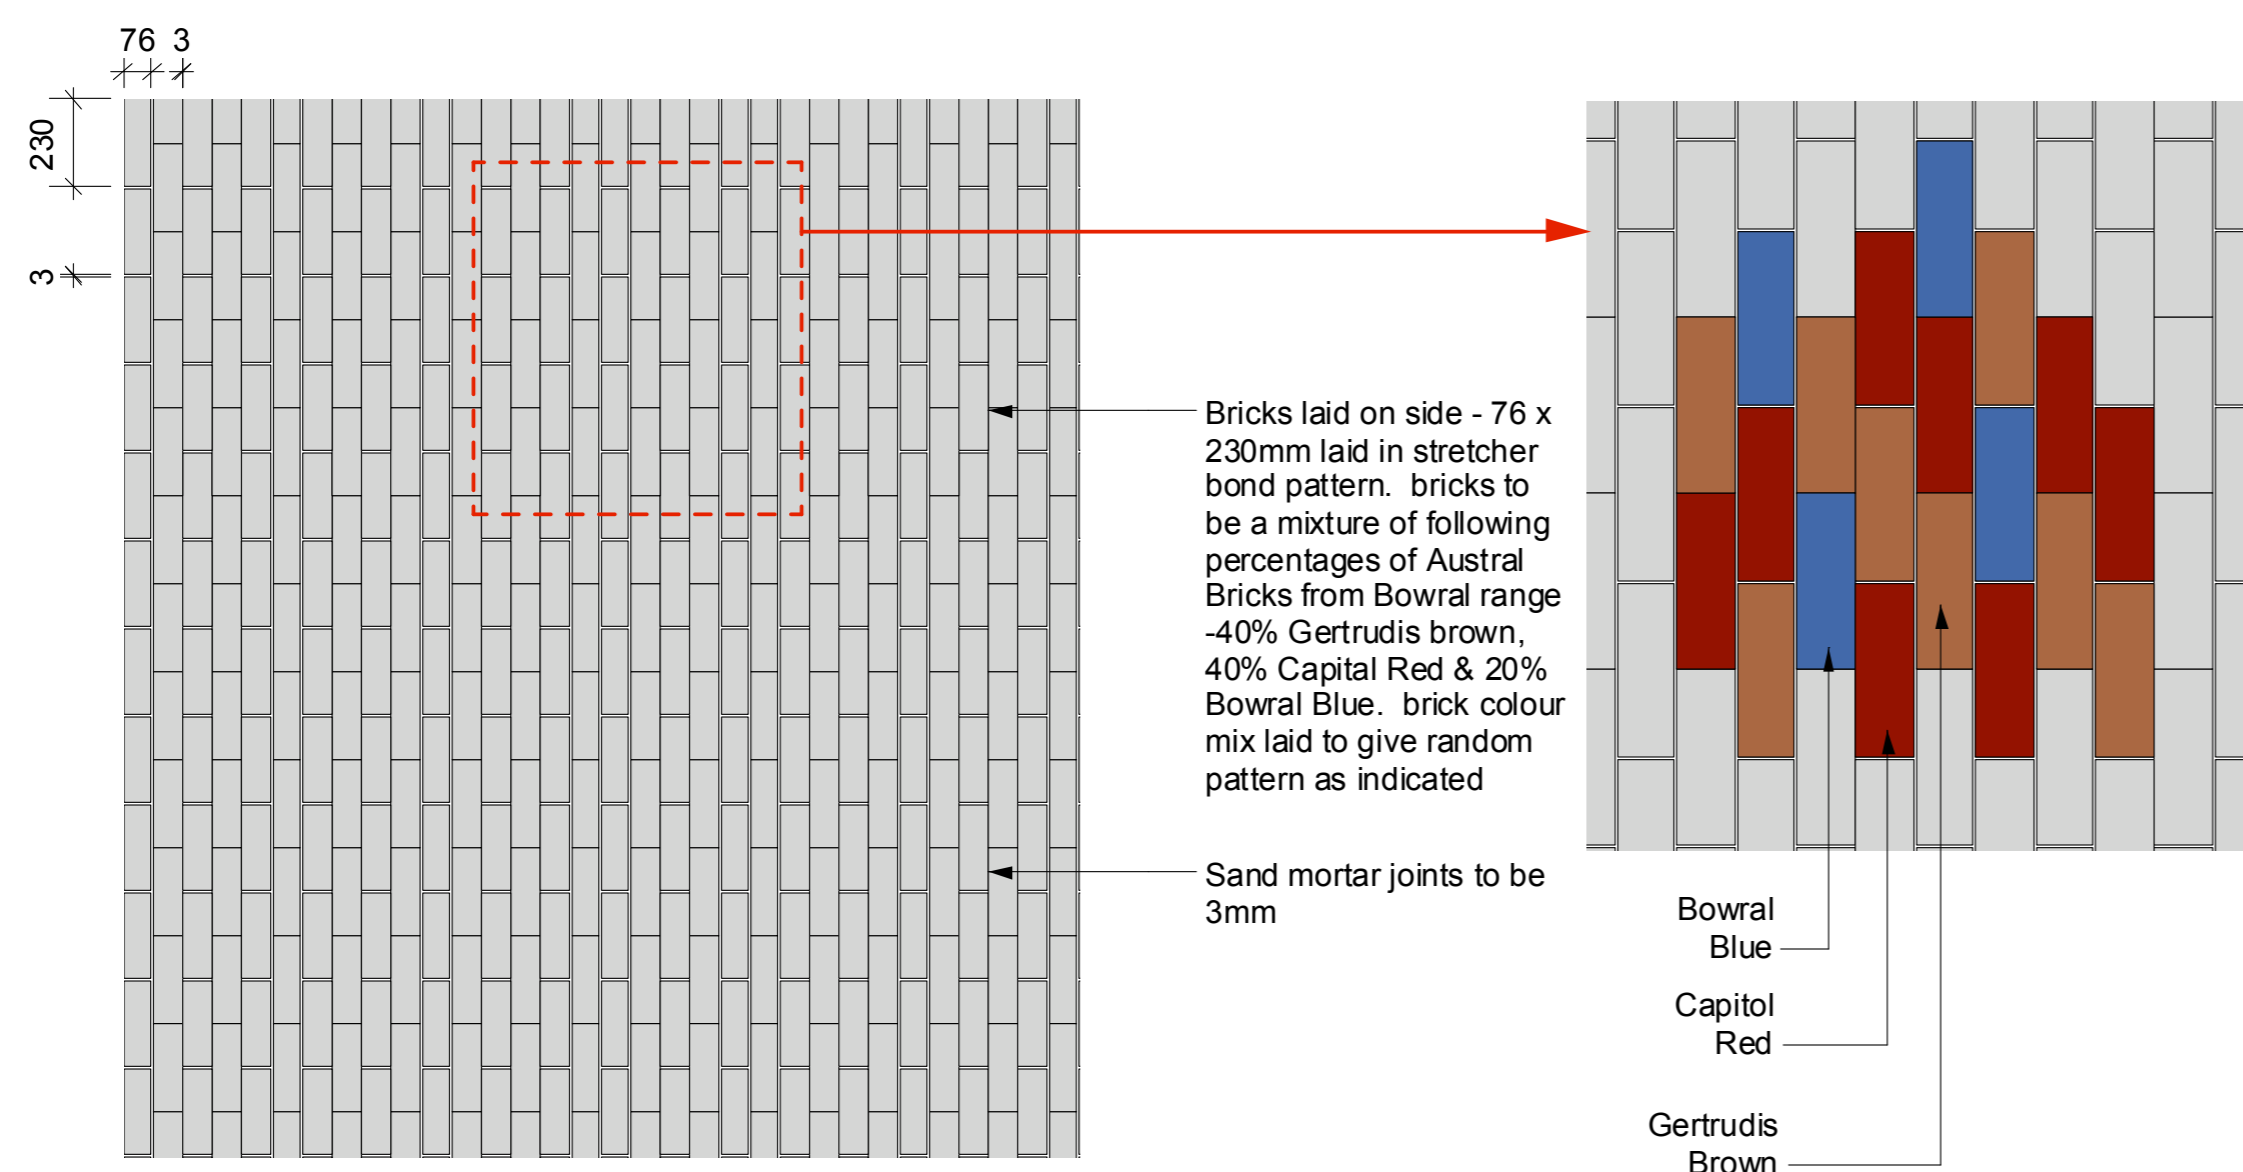 76 3
230
3
Bricks laid on side - 76 x
230mm laid in stretcher
bond pattern.  bricks to
be a mixture of following
percentages of Austral
Bricks from Bowral range
-40% Gertrudis brown,
40% Capital Red & 20%
Bowral Blue.  brick colour
mix laid to give random
pattern as indicated
Sand mortar joints to be
3mm
Bowral
Blue
Capitol
Red
Gertrudis
Brown